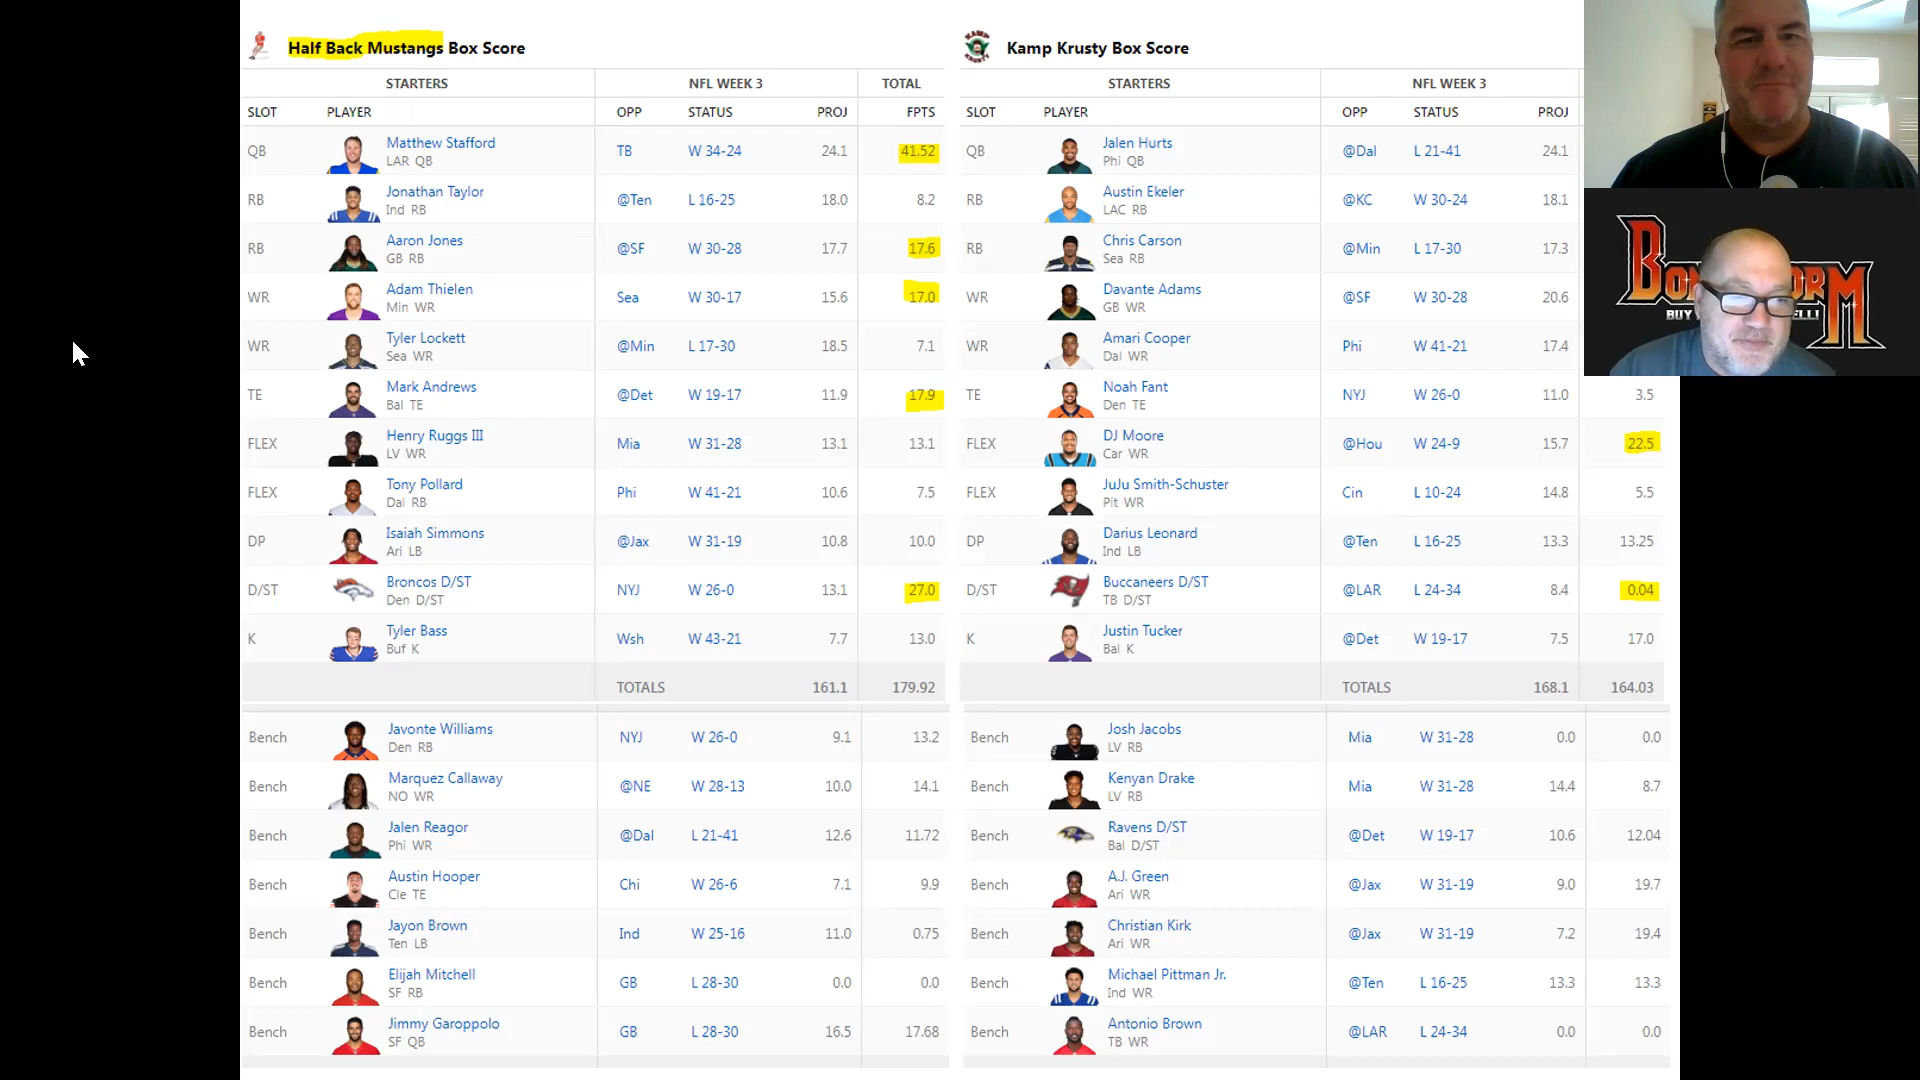 Half Back Mustangs Box Score
STARTERS NFL WEEK 3 TOTAL
SLOT PLAYER OPP STATUS PROJ FPTS
QB Matthew Stafford TB W 34-24 24.1 41.52
LAR QB
RB Jonathan Taylor @Ten L 16-25 18.0 8.2
Ind RB
RB Aaron Jones @SF W 30-28 17.7 17.6
GB RB
WR Adam Thielen Sea W 30-17 15.6 17.0
Min WR
WR Tyler Lockett @Min L 17-30 18.5 7.1
Sea WR
TE Mark Andrews @Det W 19-17 11.9 17.9
Bal TE
FLEX Henry Ruggs III Mia W 31-28 13.1 13.1
LV WR
FLEX Tony Pollard Phi W 41-21 10.6 7.5
Dal RB
DP Isaiah Simmons @Jax W 31-19 10.8 10.0
Ari LB
D/ST Broncos D/ST NYJ W 26-0 13.1 27.0
Den D/ST
K Tyler Bass Wsh W 43-21 7.7 13.0
Buf K
TOTALS 161.1 179.92
Bench Javonte Williams NYJ W 26-0 9.1 13.2
Den RB
Bench Marquez Callaway @NE W 28-13 10.0 14.1
NO WR
Bench Jalen Reagor @Dal L 21-41 12.6 11.72
Phi WR
Bench Austin Hooper Chi W 26-6 7.1 9.9
Cle TE
Bench Jayon Brown Ind W 25-16 11.0 0.75
Ten LB
Bench Elijah Mitchell GB L 28-30 0.0 0.0
SF RB
Bench Jimmy Garoppolo GB L 28-30 16.5 17.68
SF QB
Kamp Krusty Box Score
STARTERS NFL WEEK 3
SLOT PLAYER OPP STATUS PROJ
QB Jalen Hurts @Dal L 21-41 24.1
Phi QB
RB Austin Ekeler @KC W 30-24 18.1
LAC RB
RB Chris Carson @Min L 17-30 17.3
Sea RB
WR Davante Adams @SF W 30-28 20.6
GB WR
WR Amari Cooper Phi W 41-21 17.4
Dal WR
TE Noah Fant NYJ W 26-0 11.0 3.5
Den TE
FLEX DJ Moore @Hou W 24-9 15.7 22.5
Car WR
FLEX JuJu Smith-Schuster Cin L 10-24 14.8 5.5
Pit WR
DP Darius Leonard @Ten L 16-25 13.3 13.25
Ind LB
D/ST Buccaneers D/ST @LAR L 24-34 8.4 0.04
TB D/ST
K Justin Tucker @Det W 19-17 7.5 17.0
Bal K
TOTALS 168.1 164.03
Bench Josh Jacobs Mia W 31-28 0.0 0.0
LV RB
Bench Kenyan Drake Mia W 31-28 14.4 8.7
LV RB
Bench Ravens D/ST @Det W 19-17 10.6 12.04
Bal D/ST
Bench A.J. Green @Jax W 31-19 9.0 19.7
Ari WR
Bench Christian Kirk @Jax W 31-19 7.2 19.4
Ari WR
Bench Michael Pittman Jr. @Ten L 16-25 13.3 13.3
Ind WR
Bench Antonio Brown @LAR L 24-34 0.0 0.0
TB WR
BUY